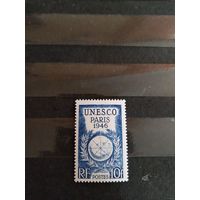 UNESCO
PARIS
1946
RF POSTES 10F